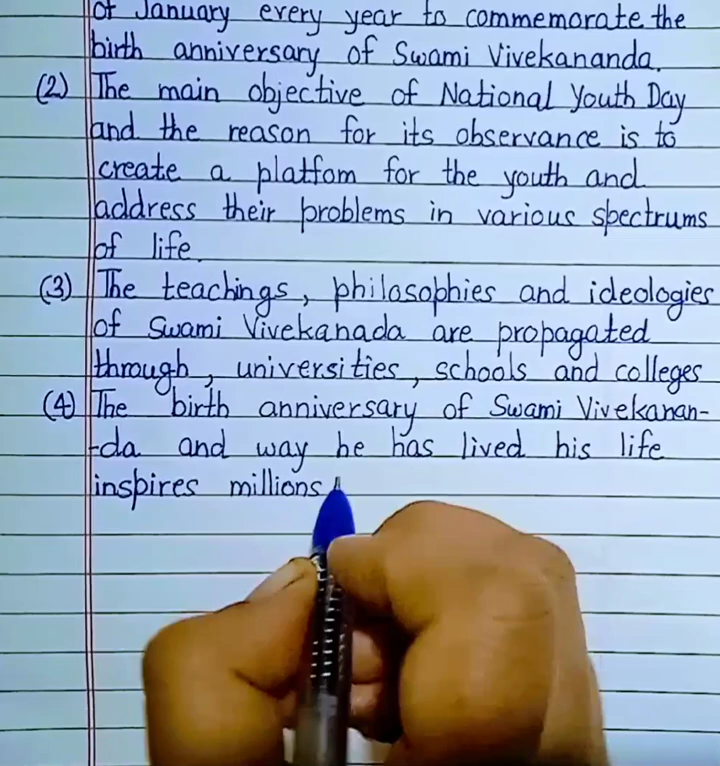 of January every year to commemorate the
birth anniversary of Swami Vivekananda.
(2) The main objective of National Youth Day
and the reason for its observance is to
create a platfom for the youth and
address their problems in various spectrums
of life.
(3) The teachings, philosophies and ideologies
of Swami Vivekanada are propagated
through, universities, schools and colleges
(4) The birth anniversary of Swami Vivekanan-
-da and way he has lived his life
inspires millions